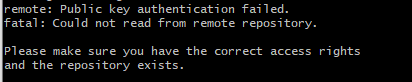 remote: Public key authentication failed.
fatal: Could not read from remote repository.
Please make sure you have the correct access rights
and the repository exists.